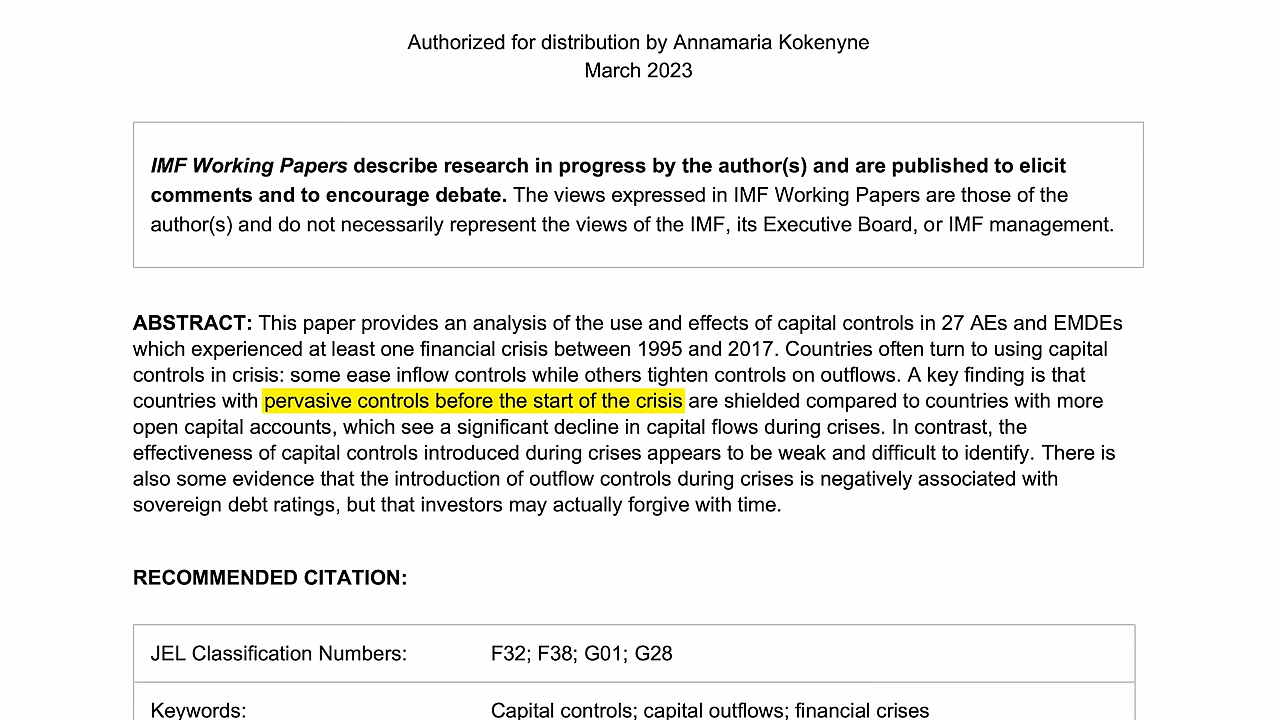 Authorized for distribution by Annamaria Kokenyne
March 2023
IMF Working Papers describe research in progress by the author(s) and are published to elicit
comments and to encourage debate. The views expressed in IMF Working Papers are those of the
author(s) and do not necessarily represent the views of the IMF, its Executive Board, or IMF management.
ABSTRACT: This paper provides an analysis of the use and effects of capital controls in 27 AEs and EMDEs
which experienced at least one financial crisis between 1995 and 2017. Countries often turn to using capital
controls in crisis: some ease inflow controls while others tighten controls on outflows. A key finding is that
countries with pervasive controls before the start of the crisis are shielded compared to countries with more
open capital accounts, which see a significant decline in capital flows during crises. In contrast, the
effectiveness of capital controls introduced during crises appears to be weak and difficult to identify. There is
also some evidence that the introduction of outflow controls during crises is negatively associated with
sovereign debt ratings, but that investors may actually forgive with time.
RECOMMENDED CITATION:
JEL Classification Numbers: F32; F38; G01; G28
Keywords: Capital controls; capital outflows; financial crises